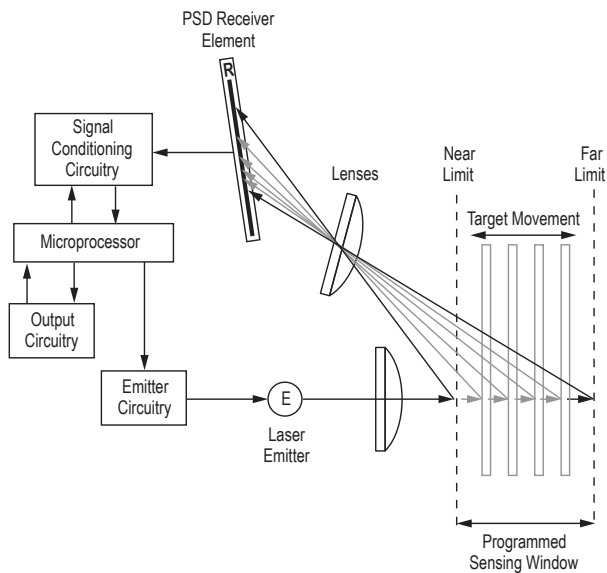 PSD Receiver
Element
R
Signal
Conditioning
Circuitry
Lenses
Near
Limit
Far
Limit
Target Movement
Microprocessor
Output
Circuitry
Emitter
Circuitry
E
Laser
Emitter
Programmed
Sensing Window